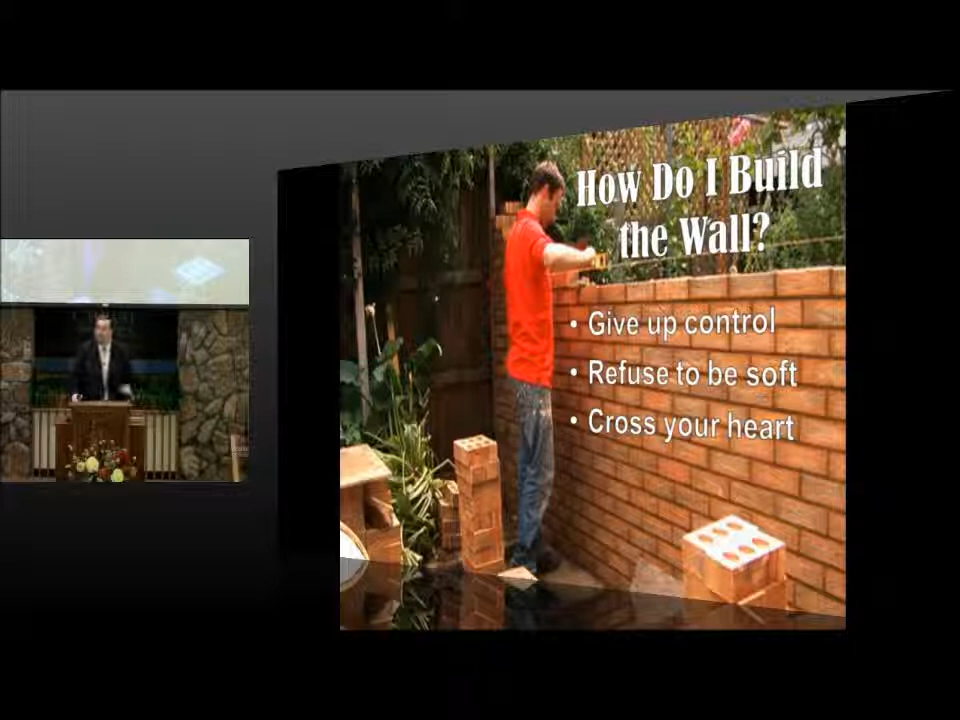 How Do I Build
the Wall?
• Give up control
• Refuse to be soft
• Cross your heart